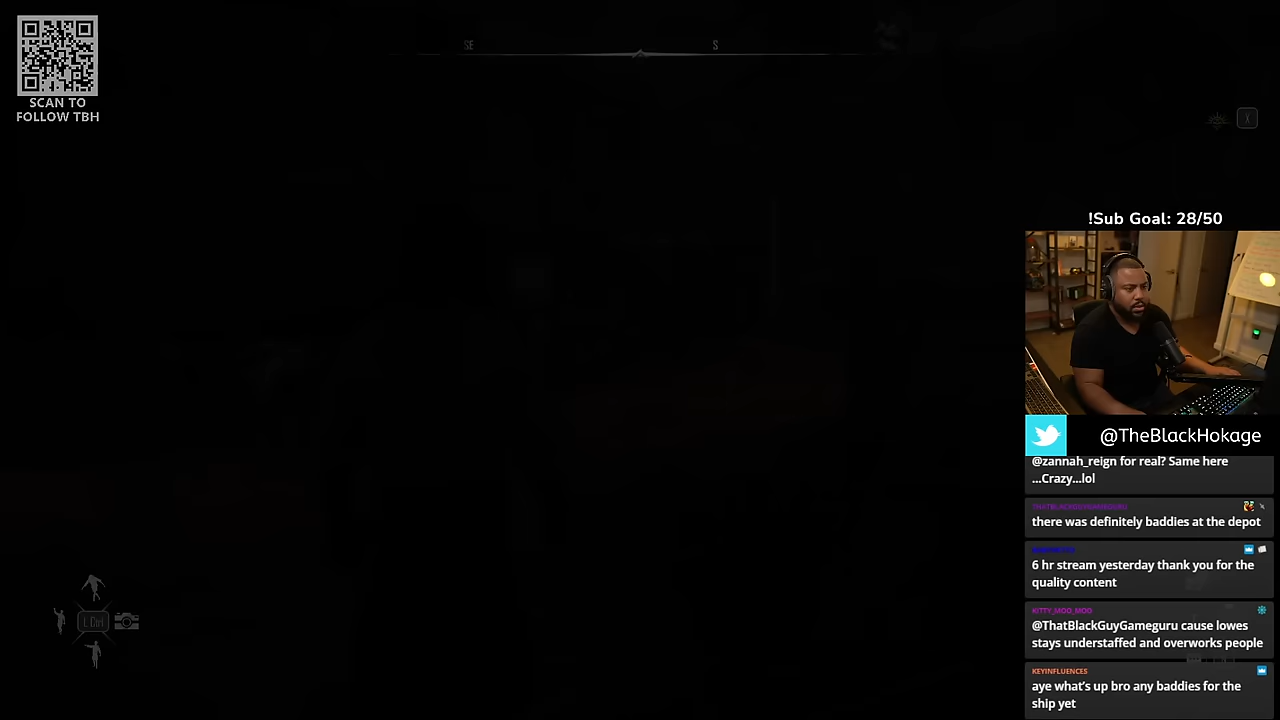 SE
S
SCAN TO
FOLLOW TBH
X
!Sub Goal: 28/50
@TheBlackHokage
@zannah_reign for real? Same here
...Crazy...lol
THATBLACKGUYGAMEGURU
there was definitely baddies at the depot
6 hr stream yesterday thank you for the
quality content
KITTY_MOO_MOO
@ThatBlackGuyGameguru cause lowes
stays understaffed and overworks people
KEYINFLUENCES
aye what's up bro any baddies for the
ship yet
L Ctrl